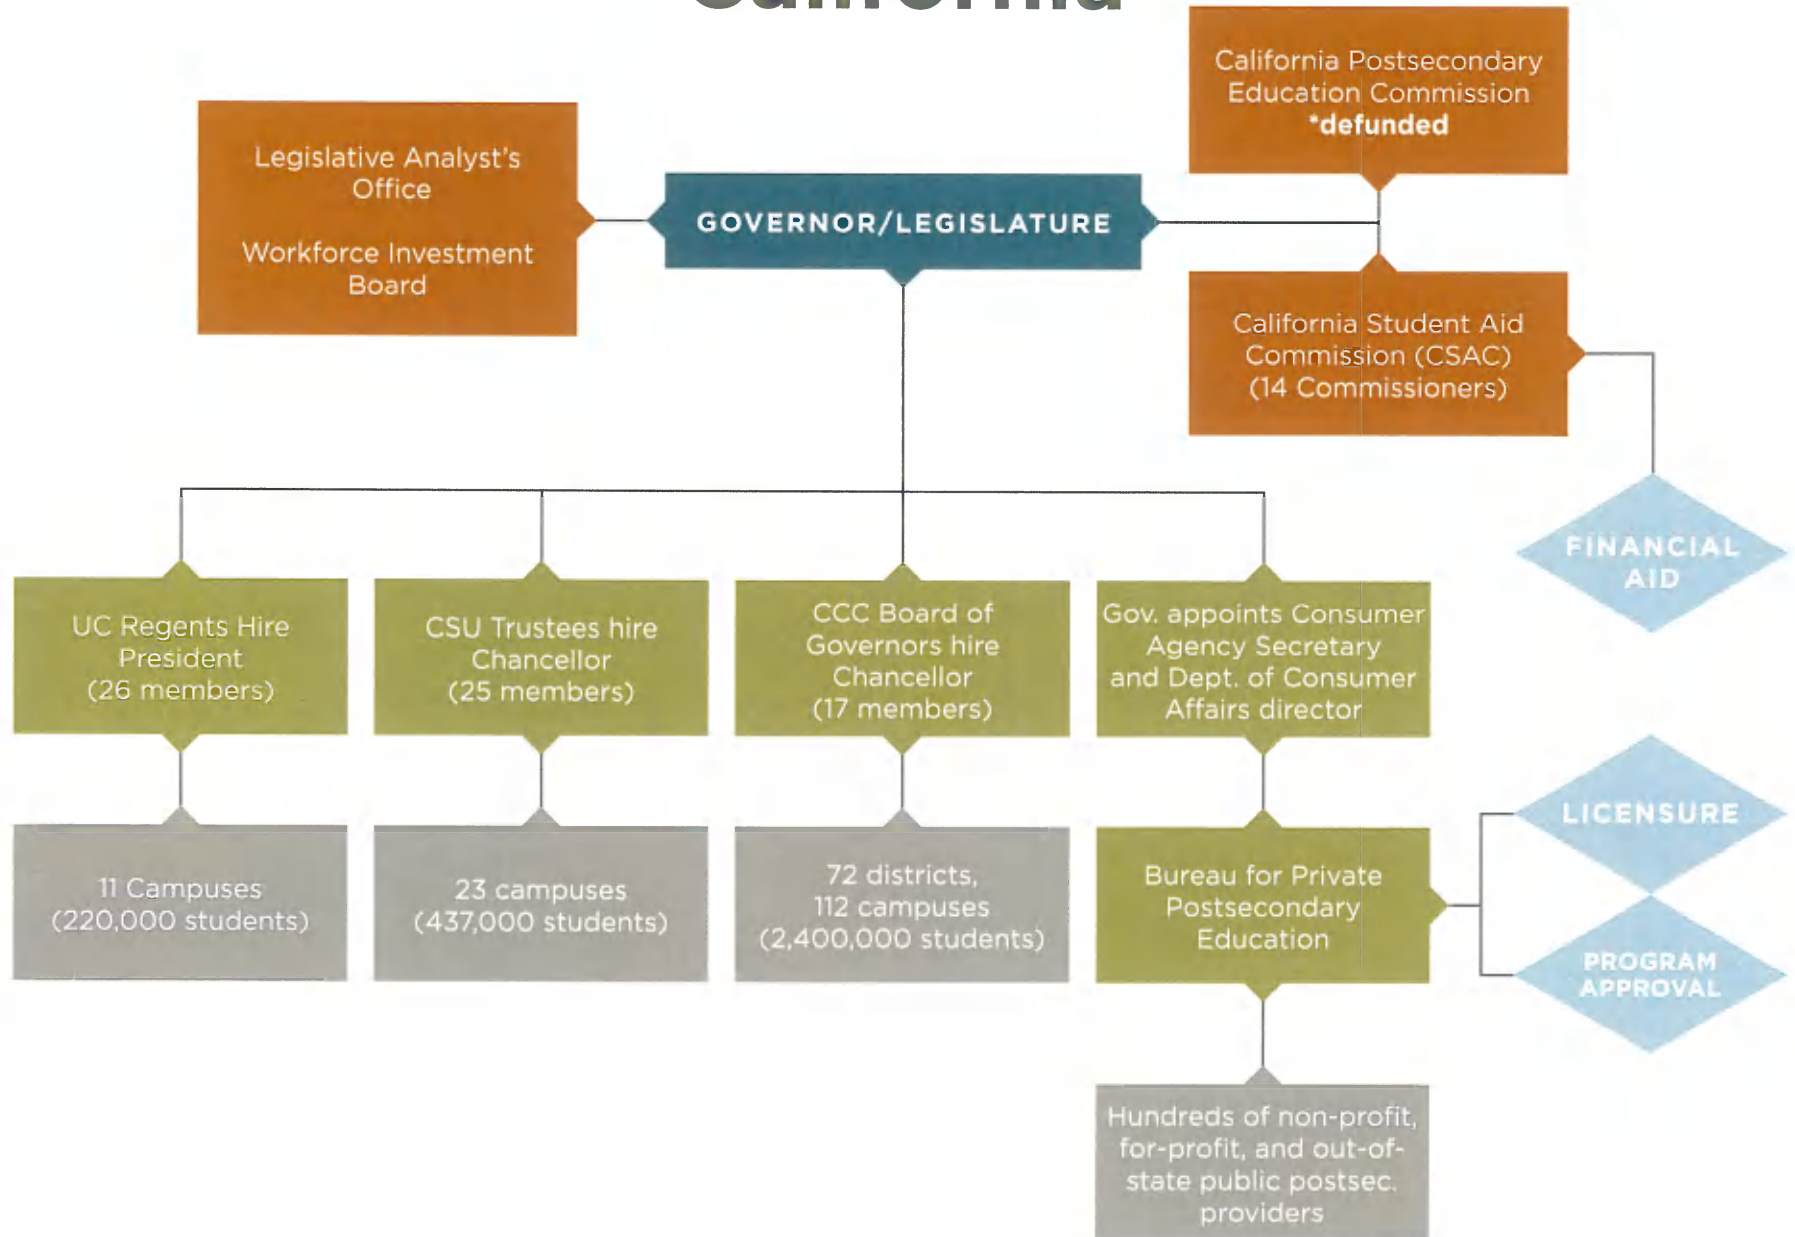 California
California Postsecondary
Education Commission
*defunded
Legislative Analyst's
Office
Workforce Investment
Board
GOVERNOR/LEGISLATURE
California Student Aid
Commission (CSAC)
(14 Commissioners)
FINANCIAL
AID
UC Regents Hire
President
(26 members)
CSU Trustees hire
Chancellor
(25 members)
CCC Board of
Governors hire
Chancellor
(17 members)
Gov. appoints Consumer
Agency Secretary
and Dept. of Consumer
Affairs director
11 Campuses
(220,000 students)
23 campuses
(437,000 students)
72 districts,
112 campuses
(2,400,000 students)
Bureau for Private
Postsecondary
Education
LICENSURE
PROGRAM
APPROVAL
Hundreds of non-profit,
for-profit, and out-of-
state public postsec.
providers